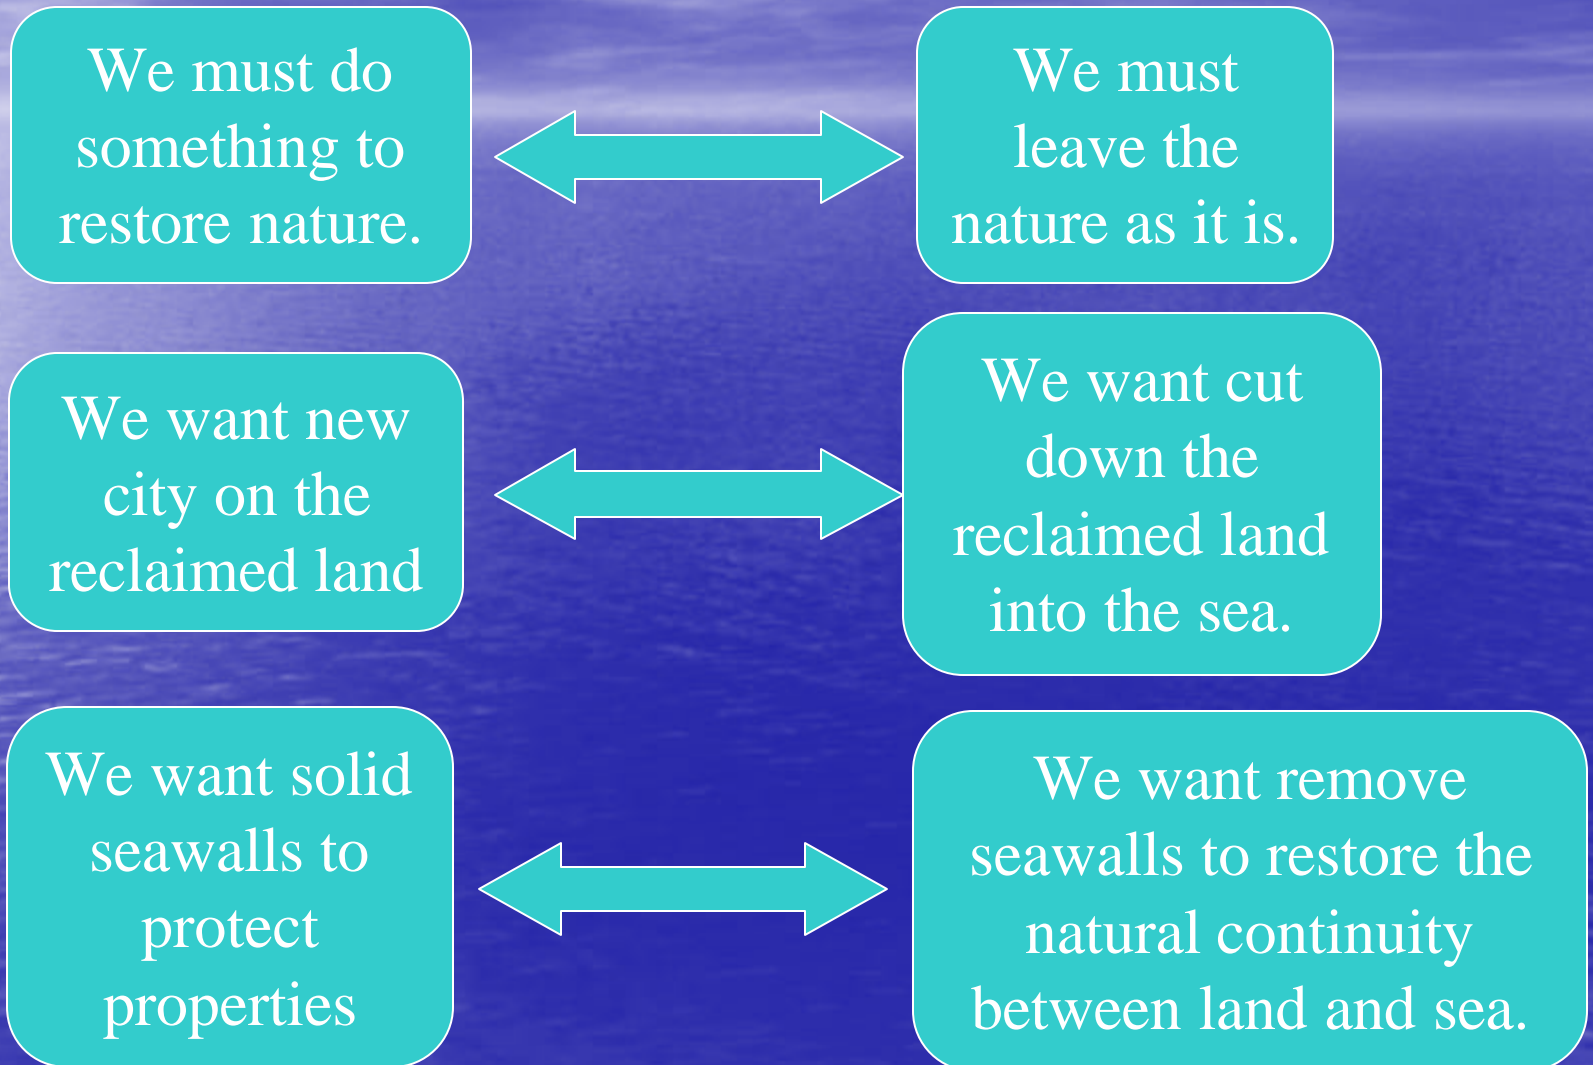 We must do
something to
restore nature.
We must
leave the
nature as it is.
We want new
city on the
reclaimed land
We want cut
down the
reclaimed land
into the sea.
We want solid
seawalls to
protect
properties
We want remove
seawalls to restore the
natural continuity
between land and sea.